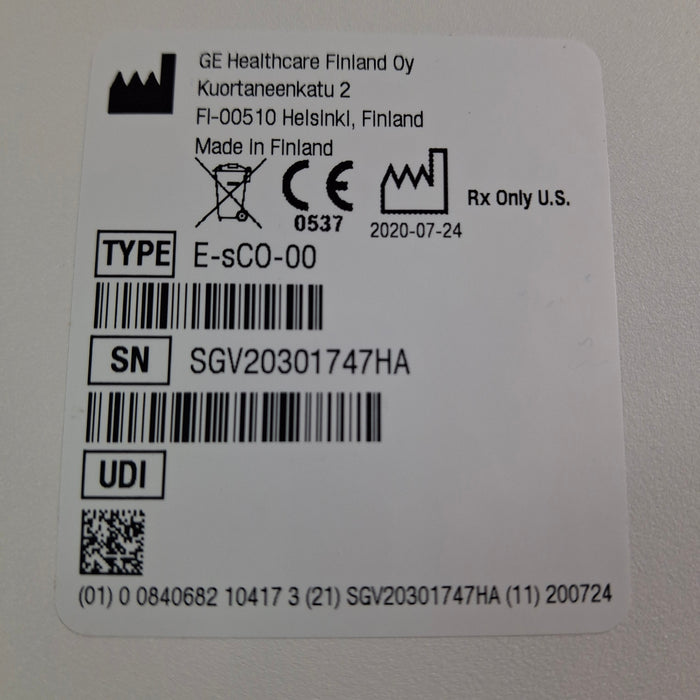 GE Healthcare Finland Oy
Kuortaneenkatu 2
FI-00510 Helsinki, Finland
Made in Finland
CE
0537
2020-07-24
Rx Only U.S.
TYPE E-sCO-00
SN SGV20301747HA
UDI
(01) 0 0840682 10417 3 (21) SGV20301747HA (11) 200724